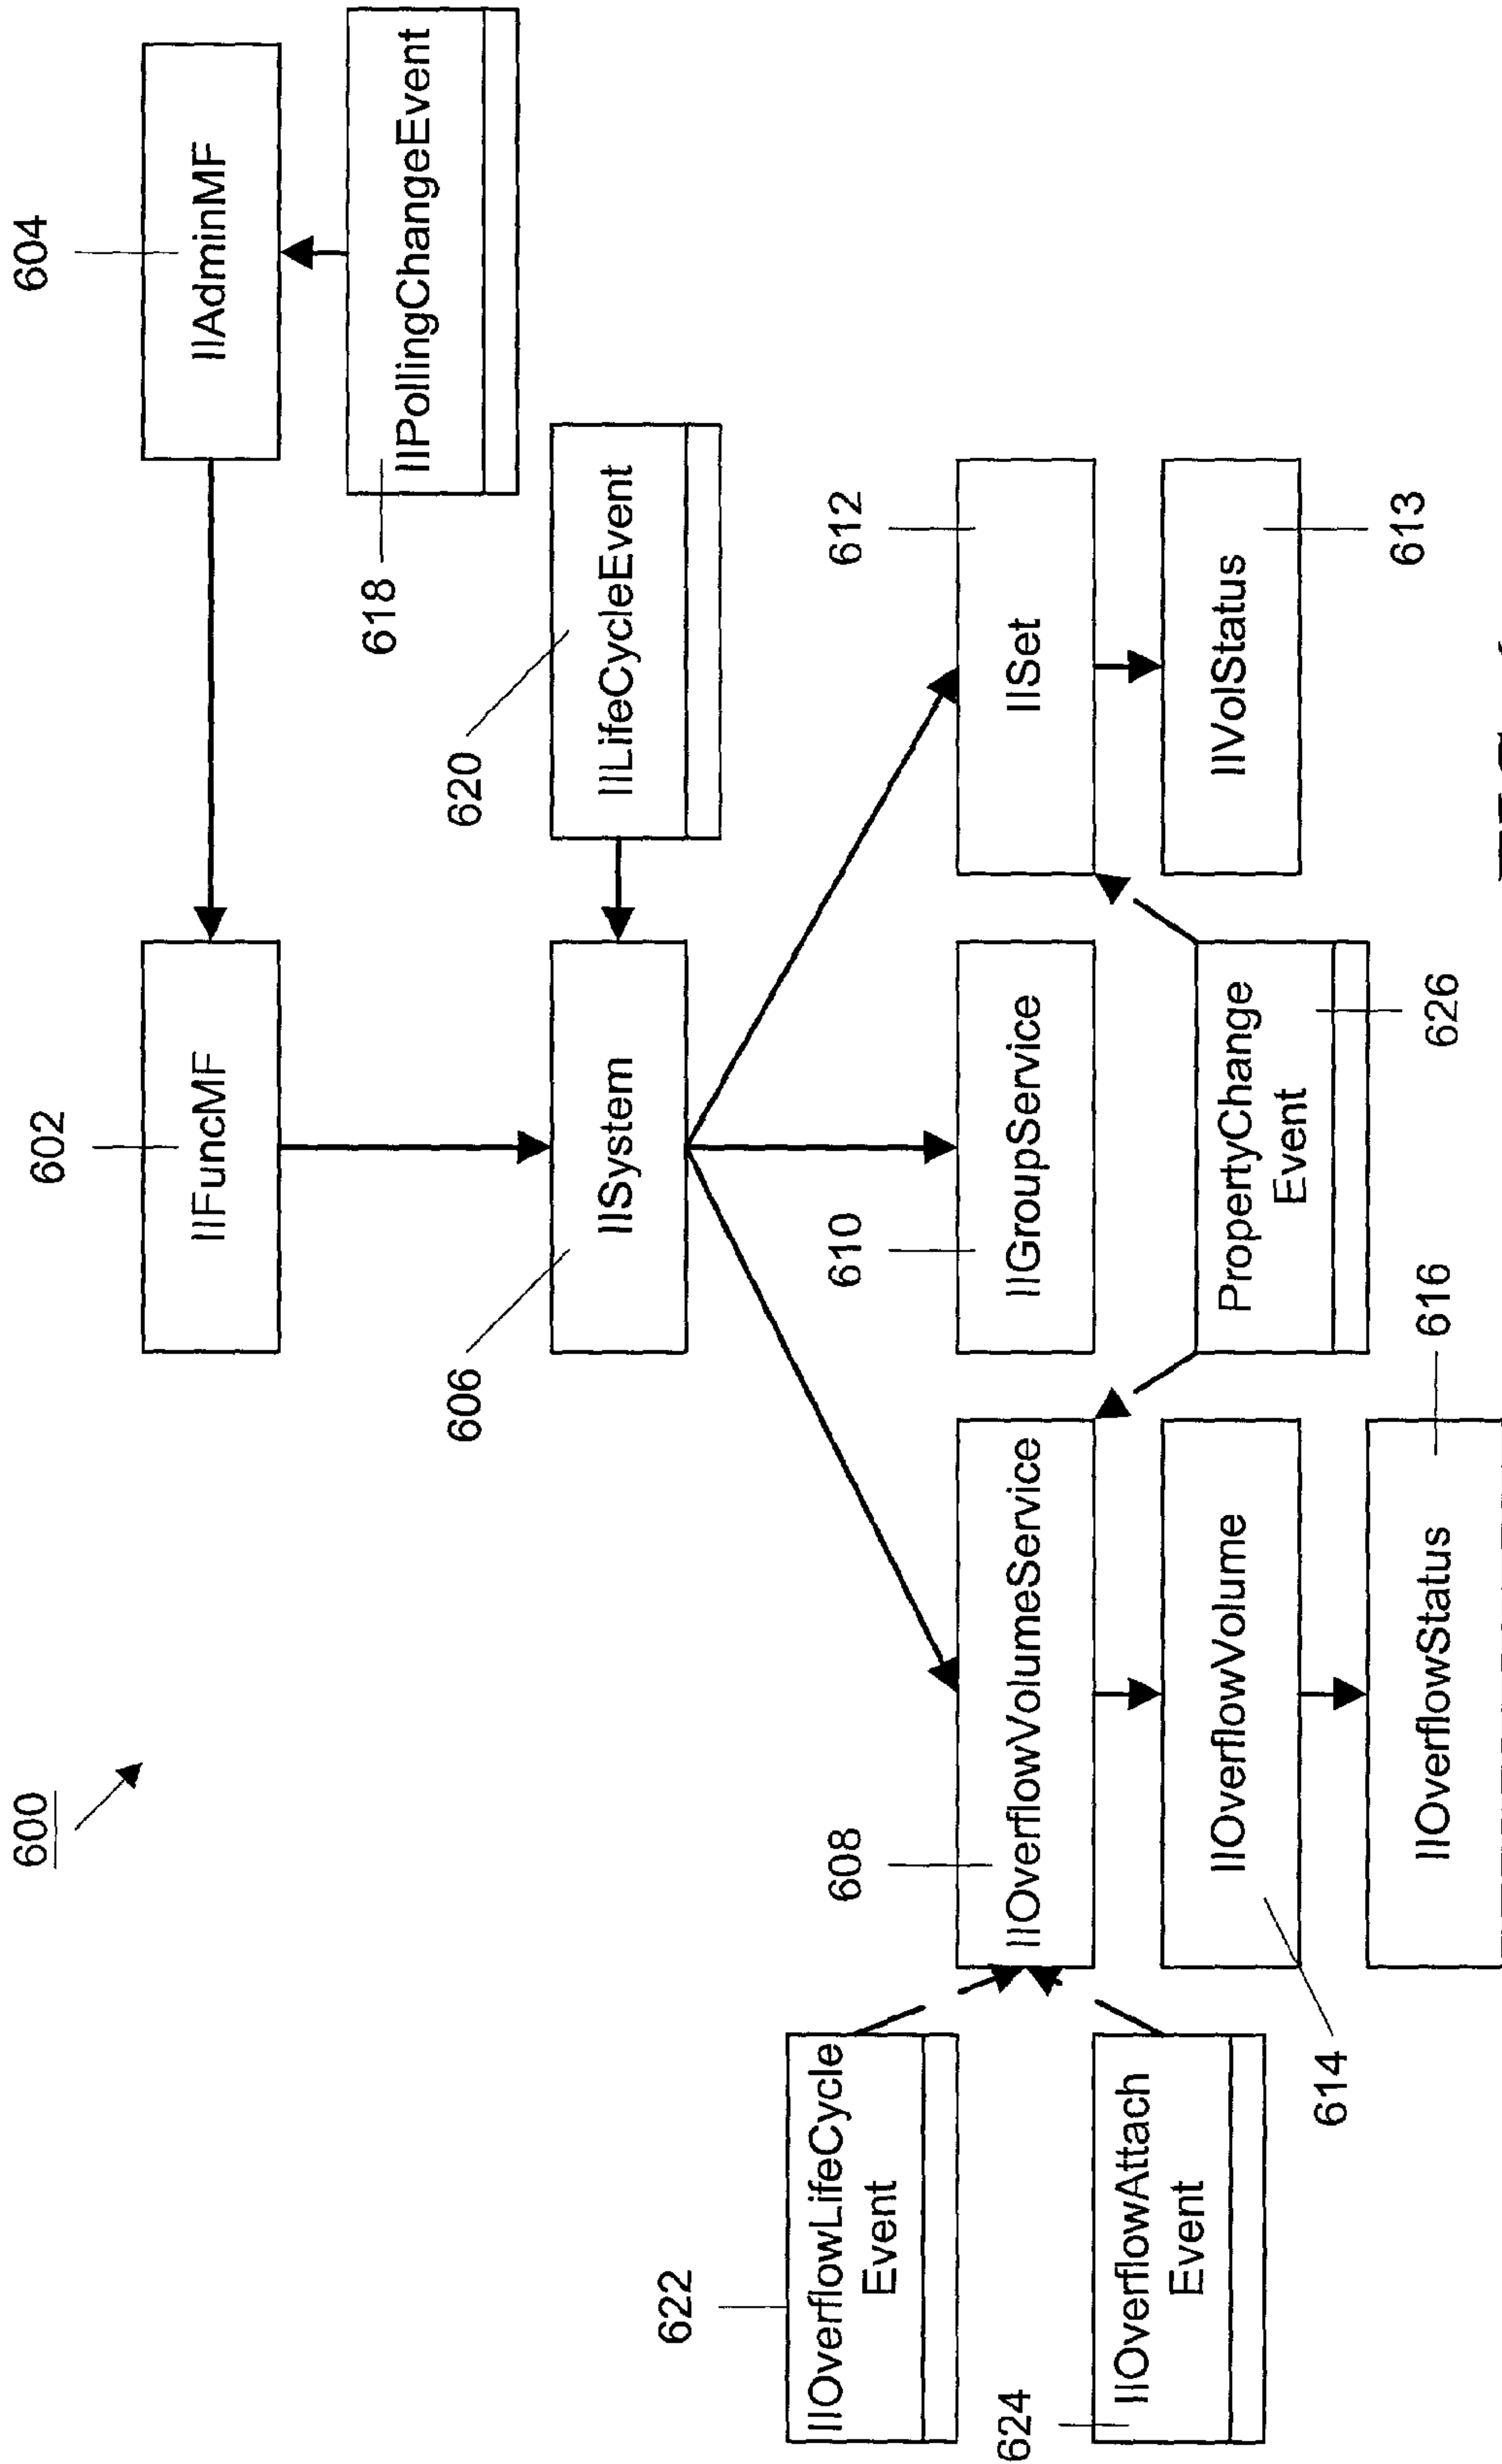 600
602
604
IIFuncMF
IIAdminMF
618
IIPollingChangeEvent
606
620
IISystem
IILifeCycleEvent
622
IIOverflowLifeCycle
Event
608
610
612
IIOverflowVolumeService
IIGroupService
IISet
624
IIOverflowAttach
Event
614
IIOverflowVolume
PropertyChange
Event
626
IIVolStatus
613
616
IIOverflowStatus